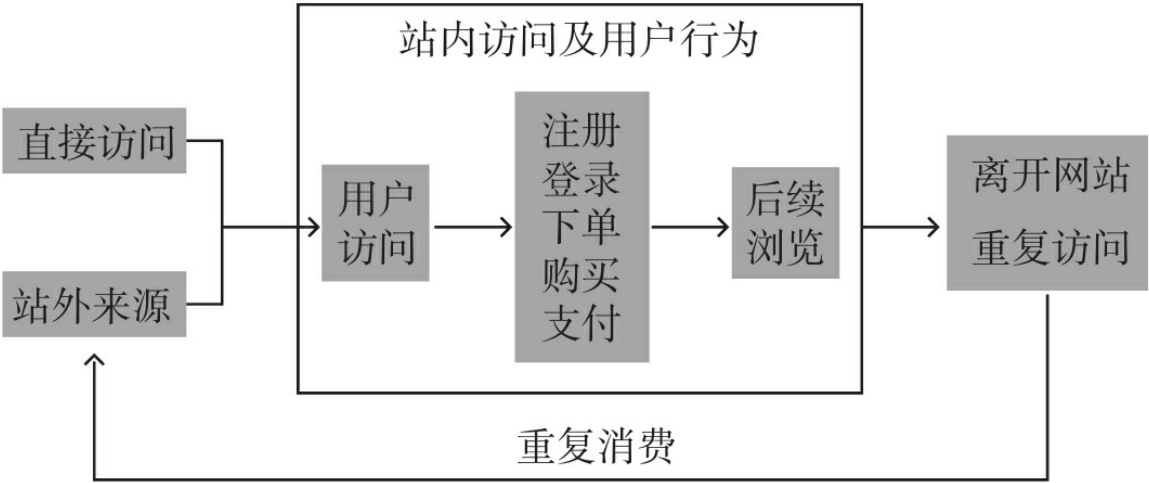 站内访问及用户行为
直接访问
站外来源
用户
访问
注册
登录
下单
购买
支付
后续
浏览
离开网站
重复访问
重复消费